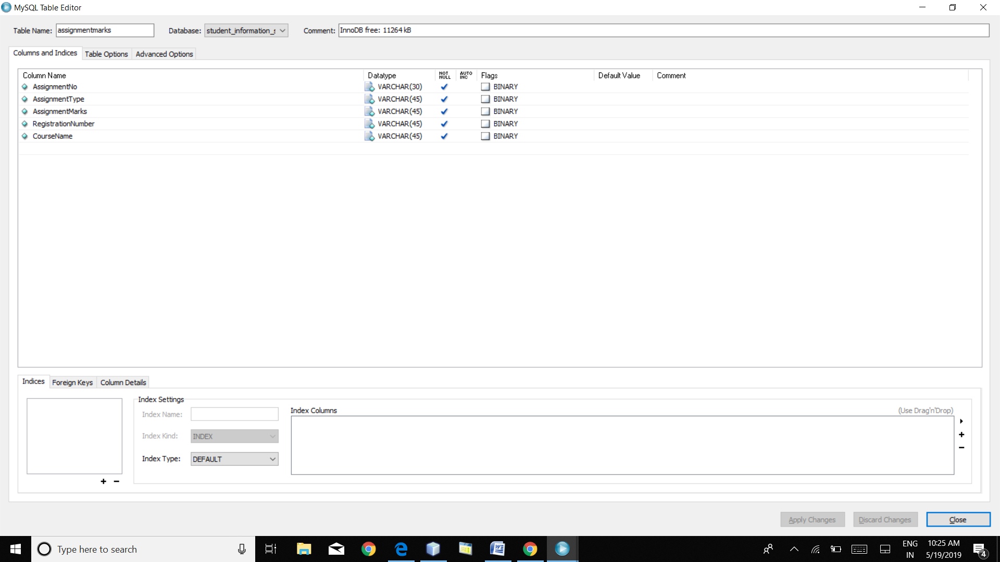 MySQL Table Editor
Table Name: assignmentmarks Database: student_information_s Comment: InnoDB free: 11264 kB
Columns and Indices Table Options Advanced Options
Column Name Datatype NOT NULL AUTO INC Flags Default Value Comment
AssignmentNo VARCHAR(30) BINARY
AssignmentType VARCHAR(45) BINARY
AssignmentMarks VARCHAR(45) BINARY
RegistrationNumber VARCHAR(45) BINARY
CourseName VARCHAR(45) BINARY
Indices Foreign Keys Column Details
Index Settings
Index Name:
Index Kind: INDEX
Index Type: DEFAULT
Index Columns (Use Drag'n'Drop)
Apply Changes Discard Changes Close
Type here to search
ENG 10:25 AM
IN 5/19/2019 4